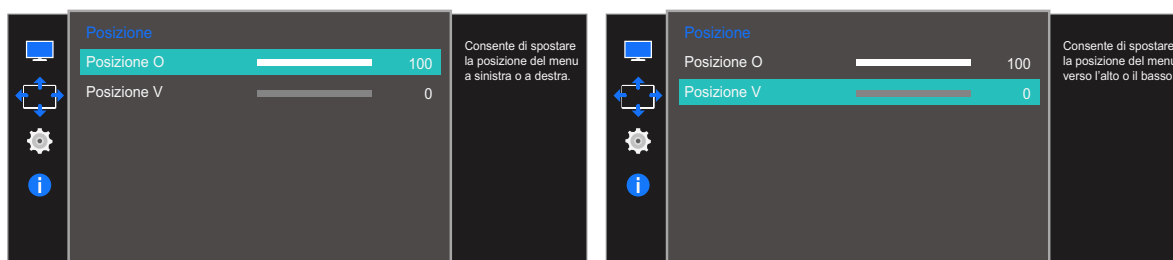 Posizione
Posizione O 100
Posizione V 0
Consente di spostare
la posizione del menu
a sinistra o a destra.
Posizione
Posizione O 100
Posizione V 0
Consente di spostare
la posizione del menu
verso l'alto o il basso